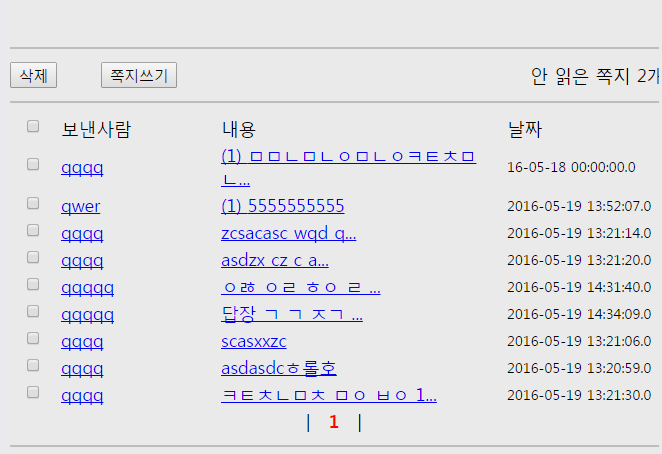 삭제 쪽지쓰기 안 읽은 쪽지 2개
보낸사람 내용 날짜
qqqq (1) ㅁㅁㄴㅁㄴㅇㅁㄴㅇㅋㅌㅊㅁ 16-05-18 00:00:00.0
ㄴ...
qwer (1) 5555555555 2016-05-19 13:52:07.0
qqqq zcsacasc wqd q... 2016-05-19 13:21:14.0
qqqq asdzx cz c a... 2016-05-19 13:21:20.0
qqqqq ㅇㄶ ㅇㄹ ㅎㅇ ㄹ ... 2016-05-19 14:31:40.0
qqqqq 답장 ㄱ ㄱ ㅈㄱ ... 2016-05-19 14:34:09.0
qqqq scasxxzc 2016-05-19 13:21:06.0
qqqq asdasdcㅎ롤호 2016-05-19 13:20:59.0
qqqq ㅋㅌㅊㄴㅁㅊ ㅁㅇ ㅂㅇ 1... 2016-05-19 13:21:30.0
| 1 |